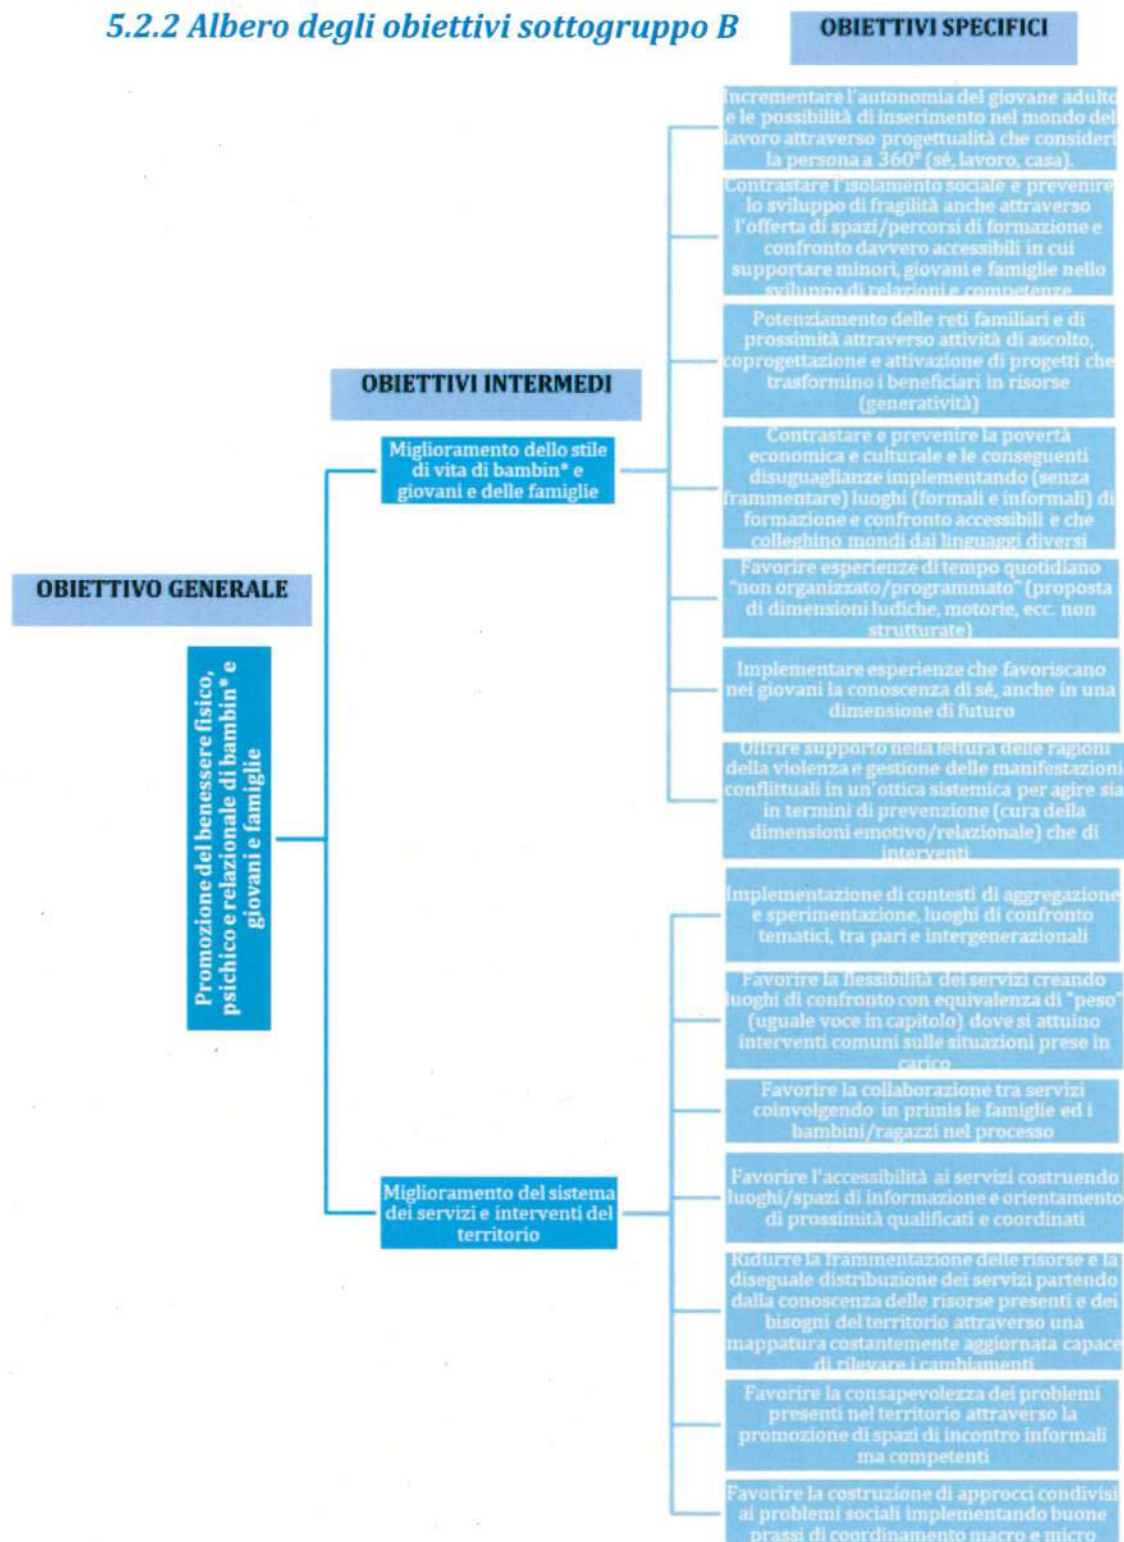 5.2.2 Albero degli obiettivi sottogruppo B
OBIETTIVI SPECIFICI
Incrementare l'autonomia del giovane adulto
e le possibilità di inserimento nel mondo del
lavoro attraverso progettualità che consideri
la persona a 360° (sé, lavoro, casa).
Contrastare l'isolamento sociale e prevenire
lo sviluppo di fragilità anche attraverso
l'offerta di spazi/percorsi di formazione e
confronto davvero accessibili in cui
supportare minori, giovani e famiglie nello
sviluppo di relazioni e competenze
Potenziamento delle reti familiari e di
prossimità attraverso attività di ascolto,
coprogettazione e attivazione di progetti che
trasformino i beneficiari in risorse
(generatività)
OBIETTIVI INTERMEDI
Miglioramento dello stile
di vita di bambin* e
giovani e delle famiglie
Contrastare e prevenire la povertà
economica e culturale e le conseguenti
disuguaglianze implementando (senza
frammentare) luoghi (formali e informali) di
formazione e confronto accessibili e che
colleghino mondi dai linguaggi diversi
Favorire esperienze di tempo quotidiano
"non organizzato/programmato" (proposta
di dimensioni ludiche, motorie, ecc. non
strutturate)
OBIETTIVO GENERALE
Promozione del benessere fisico,
psichico e relazionale di bambin* e
giovani e famiglie
Implementare esperienze che favoriscano
nei giovani la conoscenza di sé, anche in una
dimensione di futuro
Offrire supporto nella lettura delle ragioni
della violenza e gestione delle manifestazioni
conflittuali in un'ottica sistemica per agire sia
in termini di prevenzione (cura della
dimensioni emotivo/relazionale) che di
interventi
Implementazione di contesti di aggregazione
e sperimentazione, luoghi di confronto
tematici, tra pari e intergenerazionali
Favorire la flessibilità dei servizi creando
luoghi di confronto con equivalenza di "peso"
(uguale voce in capitolo) dove si attuino
interventi comuni sulle situazioni prese in
carico
Favorire la collaborazione tra servizi
coinvolgendo in primis le famiglie ed i
bambini/ragazzi nel processo
Miglioramento del sistema
dei servizi e interventi del
territorio
Favorire l'accessibilità ai servizi costruendo
luoghi/spazi di informazione e orientamento
di prossimità qualificati e coordinati
Ridurre la frammentazione delle risorse e la
diseguale distribuzione dei servizi partendo
dalla conoscenza delle risorse presenti e dei
bisogni del territorio attraverso una
mappatura costantemente aggiornata capace
di rilevare i cambiamenti
Favorire la consapevolezza dei problemi
presenti nel territorio attraverso la
promozione di spazi di incontro informali
ma competenti
Favorire la costruzione di approcci condivisi
ai problemi sociali implementando buone
prassi di coordinamento macro e micro